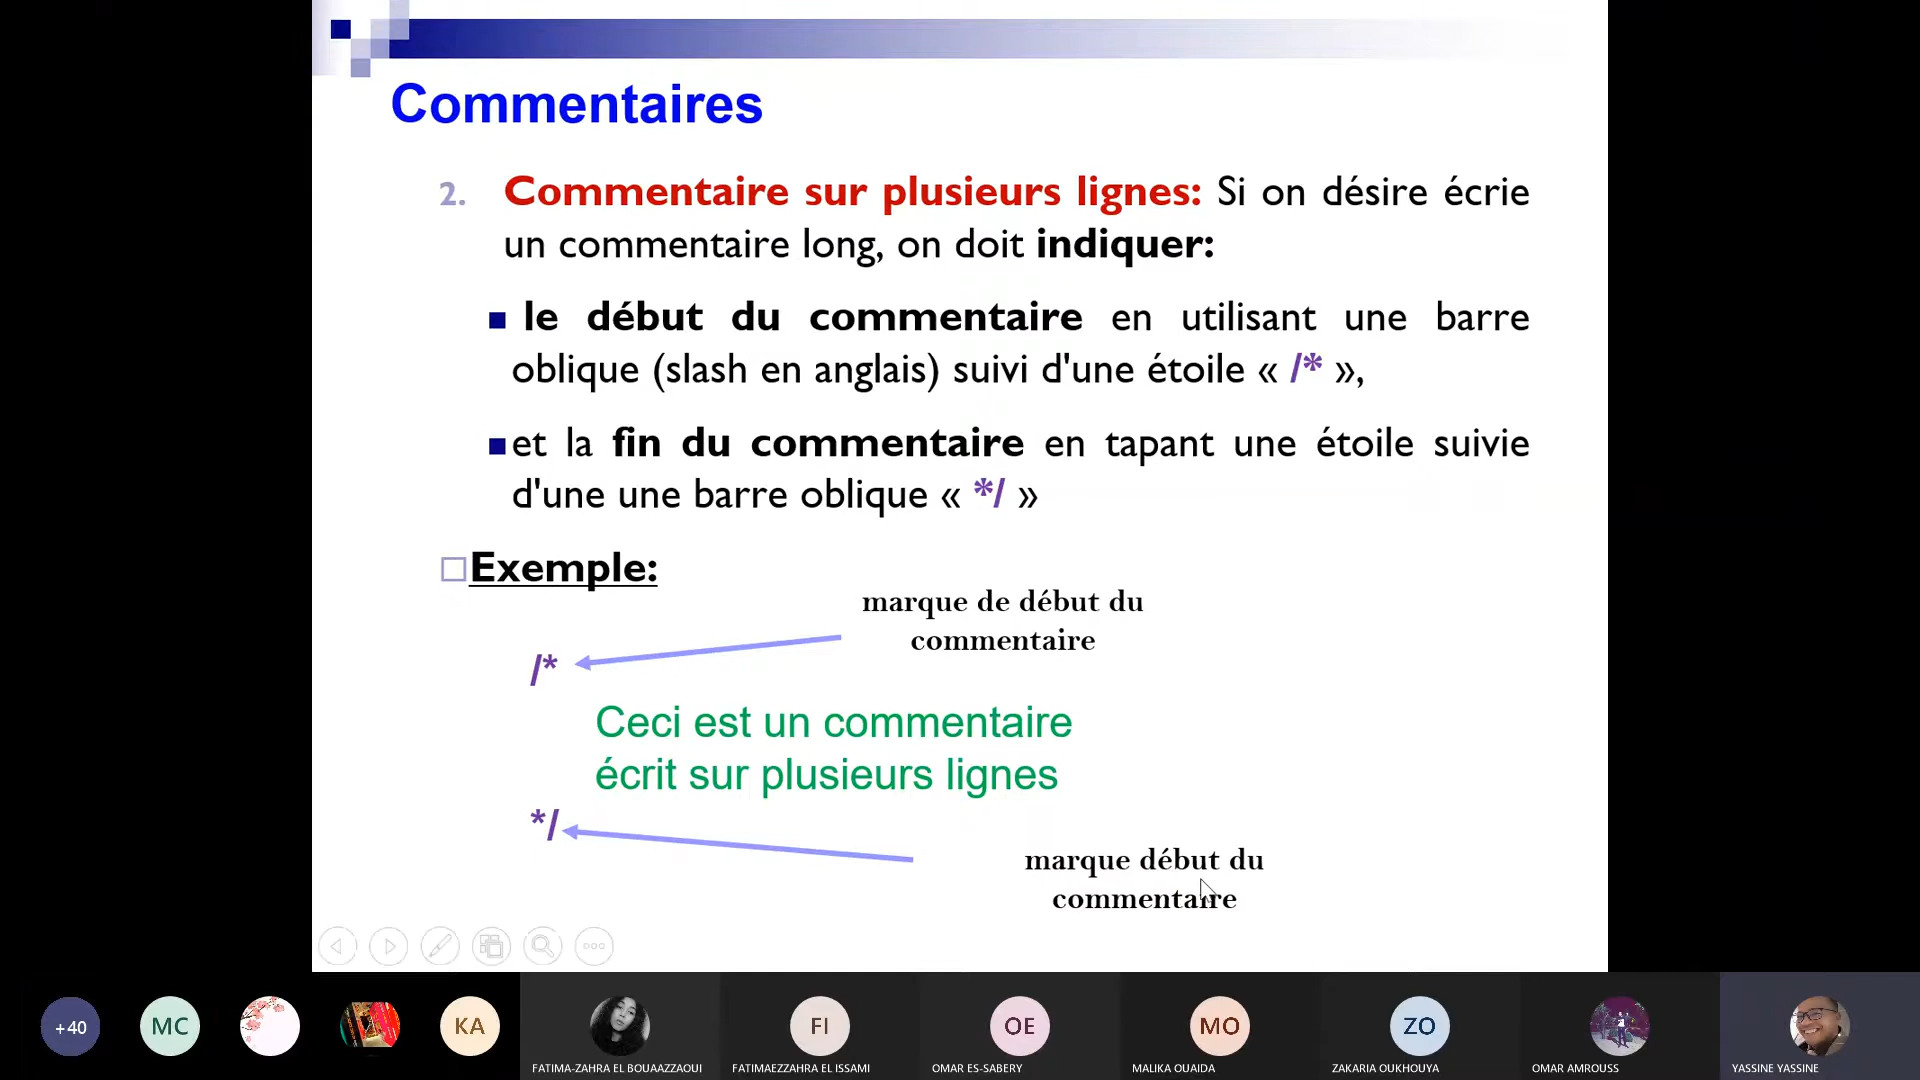 Commentaires
2. Commentaire sur plusieurs lignes: Si on désire écrie
un commentaire long, on doit indiquer:
le début du commentaire en utilisant une barre
oblique (slash en anglais) suivi d'une étoile « /* »,
et la fin du commentaire en tapant une étoile suivie
d'une une barre oblique « */ »
Exemple:
marque de début du
commentaire
/*
Ceci est un commentaire
écrit sur plusieurs lignes
*/
marque début du
commentaire
+40
MC
KA
FI
OE
MO
ZO
FATIMA-ZAHRA EL BOUAAZZAOUI
FATIMAEZZAHRA EL ISSAMI
OMAR ES-SABERY
MALIKA OUAIDA
ZAKARIA OUKHOUYA
OMAR AMROUSS
YASSINE YASSINE